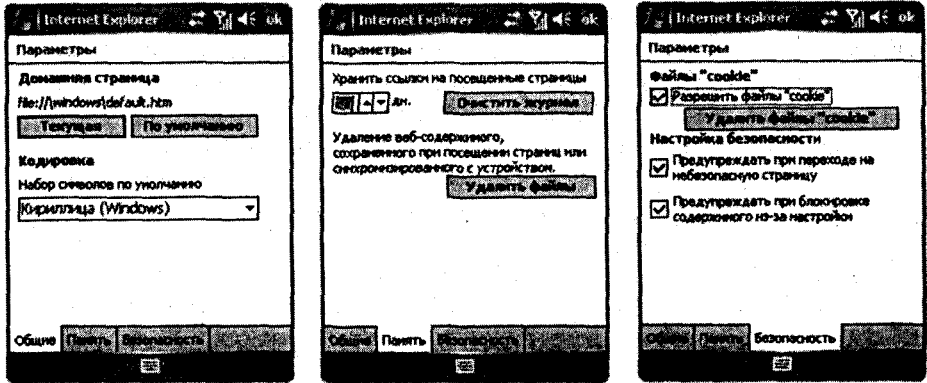 Internet Explorer ok
Параметры
Домашняя страница
file://\windows\default.htm
Текущая По умолчанию
Кодировка
Набор символов по умолчанию
Кириллица (Windows)
Общие Память Безопасность
Internet Explorer ok
Параметры
Хранить ссылки на посещенные страницы
дн. Очистить журнал
Удаление веб-содержимого,
сохраненного при посещении страниц или
синхронизированного с устройством.
Удалить файлы
Общие Память Безопасность
Internet Explorer ok
Параметры
Файлы "cookie"
Разрешить файлы "cookie"
Удалить файлы "cookie"
Настройка безопасности
Предупреждать при переходе на
небезопасную страницу
Предупреждать при блокировке
содержимого из-за настройки
Общие Память Безопасность